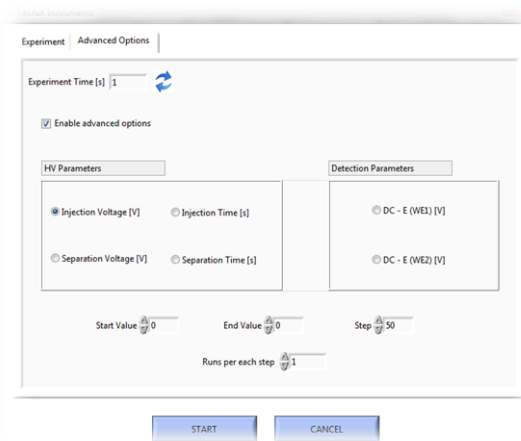 Experiment Advanced Options
Experiment Time [s] 1
Enable advanced options
HV Parameters Detection Parameters
Injection Voltage [V] Injection Time [s] DC - E (WE1) [V]
Separation Voltage [V] Separation Time [s] DC - E (WE2) [V]
Start Value 0 End Value 0 Step 50
Runs per each step 1
START CANCEL